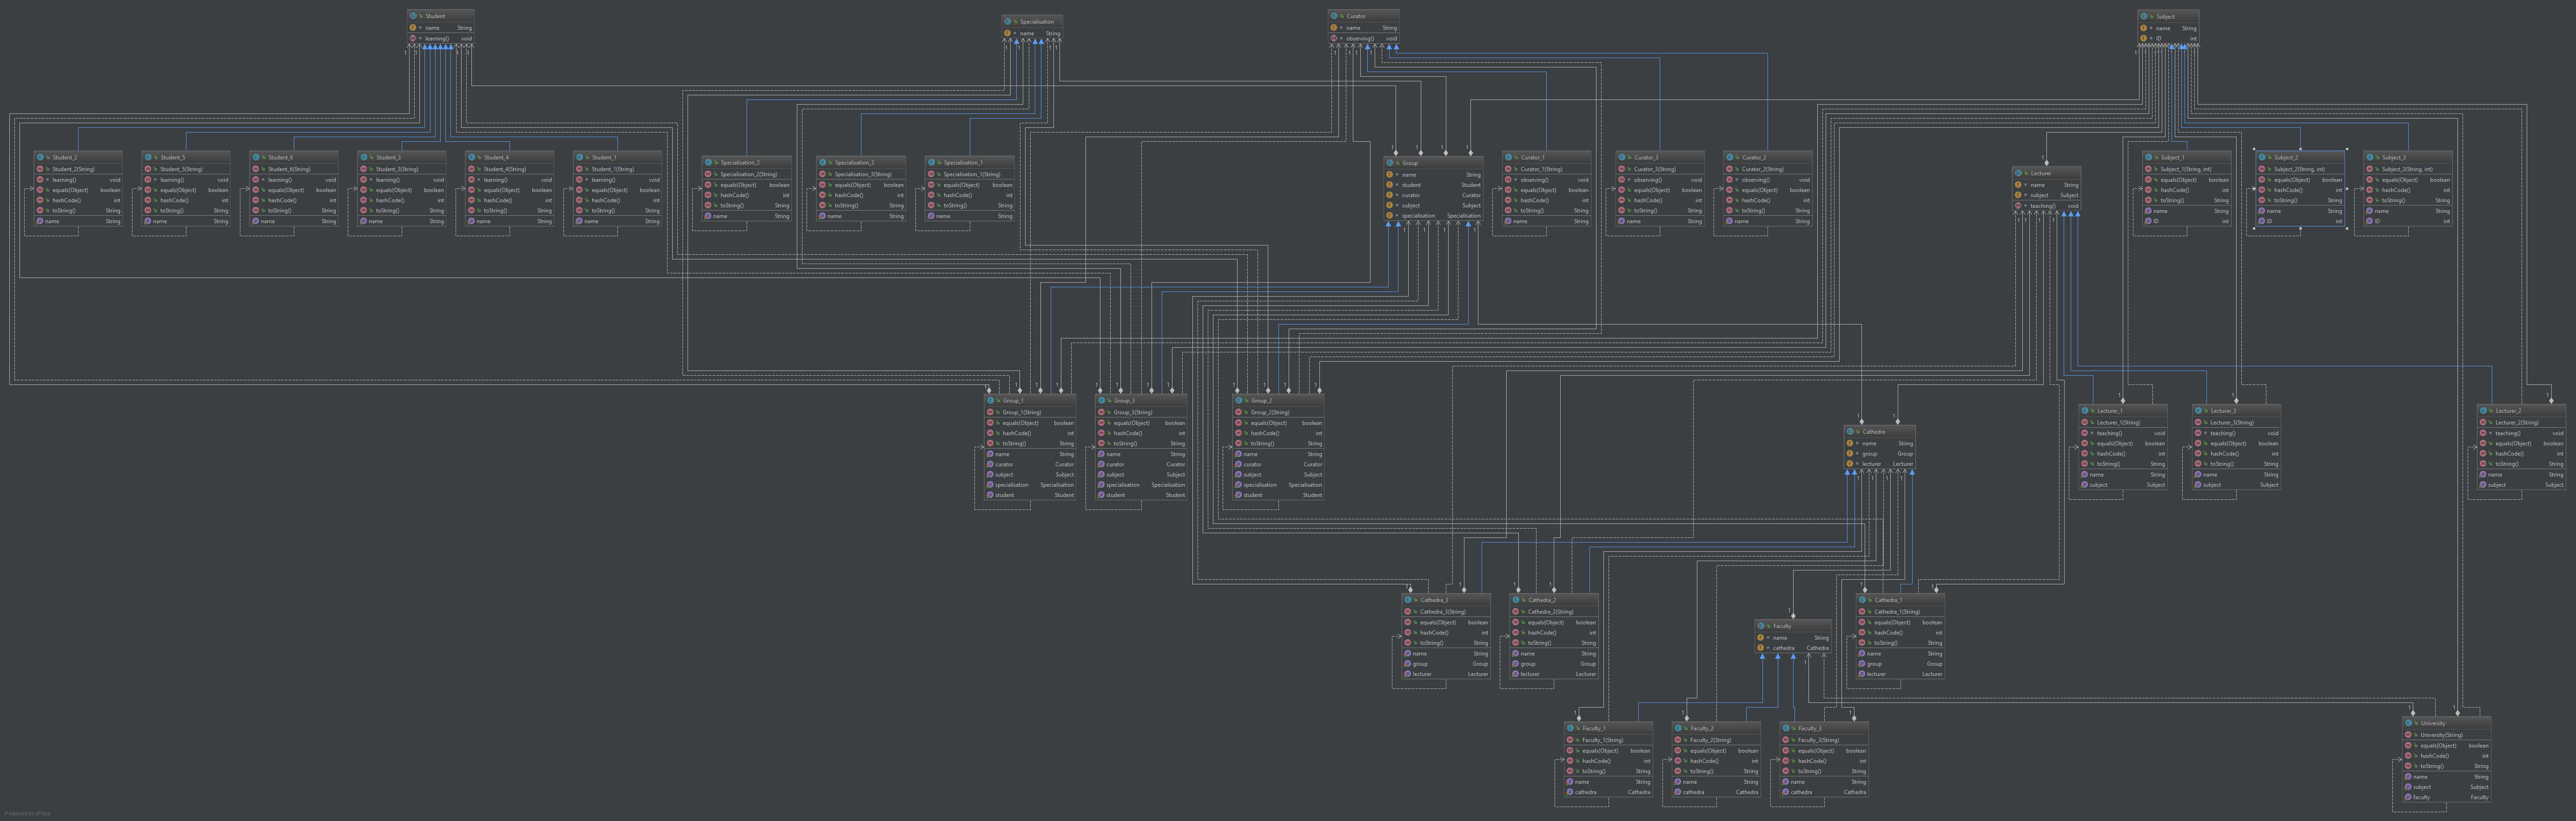 Student
name String
learning() void
Specialisation
name String
Curator
name String
observing() void
Subject
name String
ID int
Student_2
Student_2(String)
learning() void
equals(Object) boolean
hashCode() int
toString() String
name String
Student_5
Student_5(String)
learning() void
equals(Object) boolean
hashCode() int
toString() String
name String
Student_6
Student_6(String)
learning() void
equals(Object) boolean
hashCode() int
toString() String
name String
Student_3
Student_3(String)
learning() void
equals(Object) boolean
hashCode() int
toString() String
name String
Student_4
Student_4(String)
learning() void
equals(Object) boolean
hashCode() int
toString() String
name String
Student_1
Student_1(String)
learning() void
equals(Object) boolean
hashCode() int
toString() String
name String
Specialisation_2
Specialisation_2(String)
equals(Object) boolean
hashCode() int
toString() String
name String
Specialisation_3
Specialisation_3(String)
equals(Object) boolean
hashCode() int
toString() String
name String
Specialisation_1
Specialisation_1(String)
equals(Object) boolean
hashCode() int
toString() String
name String
Group
name String
student Student
curator Curator
subject Subject
specialisation Specialisation
Curator_1
Curator_1(String)
observing() void
equals(Object) boolean
hashCode() int
toString() String
name String
Curator_3
Curator_3(String)
observing() void
equals(Object) boolean
hashCode() int
toString() String
name String
Curator_2
Curator_2(String)
observing() void
equals(Object) boolean
hashCode() int
toString() String
name String
Lecturer
name String
subject Subject
teaching() void
Subject_1
Subject_1(String, int)
equals(Object) boolean
hashCode() int
toString() String
name String
ID int
Subject_2
Subject_2(String, int)
equals(Object) boolean
hashCode() int
toString() String
name String
ID int
Subject_3
Subject_3(String, int)
equals(Object) boolean
hashCode() int
toString() String
name String
ID int
Group_1
Group_1(String)
equals(Object) boolean
hashCode() int
toString() String
name String
curator Curator
subject Subject
specialisation Specialisation
student Student
Group_3
Group_3(String)
equals(Object) boolean
hashCode() int
toString() String
name String
curator Curator
subject Subject
specialisation Specialisation
student Student
Group_2
Group_2(String)
equals(Object) boolean
hashCode() int
toString() String
name String
curator Curator
subject Subject
specialisation Specialisation
student Student
Cathedra
name String
group Group
lecturer Lecturer
Lecturer_1
Lecturer_1(String)
teaching() void
equals(Object) boolean
hashCode() int
toString() String
name String
subject Subject
Lecturer_3
Lecturer_3(String)
teaching() void
equals(Object) boolean
hashCode() int
toString() String
name String
subject Subject
Lecturer_2
Lecturer_2(String)
teaching() void
equals(Object) boolean
hashCode() int
toString() String
name String
subject Subject
Cathedra_3
Cathedra_3(String)
equals(Object) boolean
hashCode() int
toString() String
name String
group Group
lecturer Lecturer
Cathedra_2
Cathedra_2(String)
equals(Object) boolean
hashCode() int
toString() String
name String
group Group
lecturer Lecturer
Cathedra_1
Cathedra_1(String)
equals(Object) boolean
hashCode() int
toString() String
name String
group Group
lecturer Lecturer
Faculty
name String
cathedra Cathedra
Faculty_1
Faculty_1(String)
equals(Object) boolean
hashCode() int
toString() String
name String
cathedra Cathedra
Faculty_2
Faculty_2(String)
equals(Object) boolean
hashCode() int
toString() String
name String
cathedra Cathedra
Faculty_3
Faculty_3(String)
equals(Object) boolean
hashCode() int
toString() String
name String
cathedra Cathedra
University
University(String)
equals(Object) boolean
hashCode() int
toString() String
name String
subject Subject
faculty Faculty
Powered by yFiles